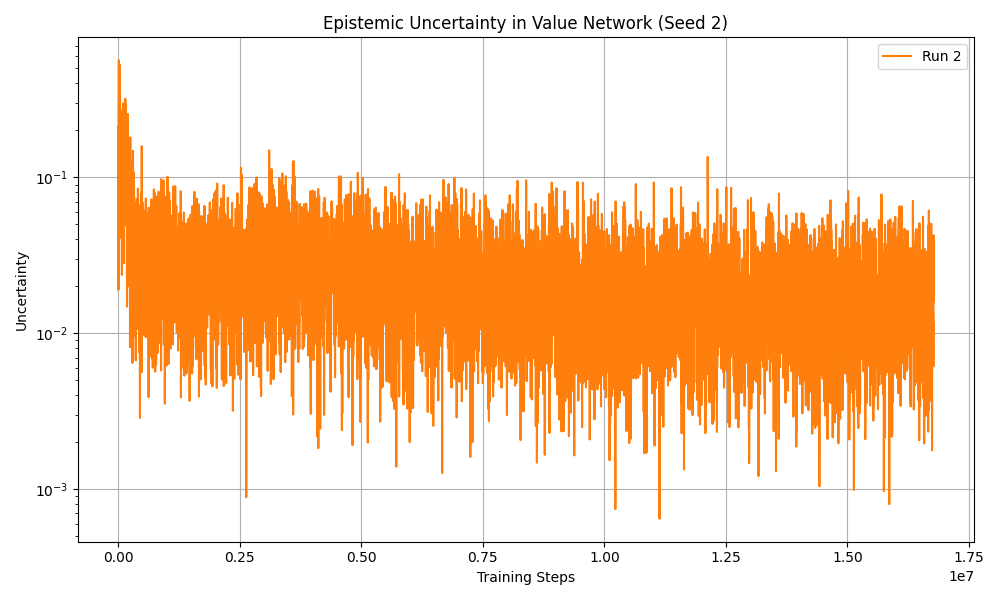 Epistemic Uncertainty in Value Network (Seed 2)
Run 2
Uncertainty
10⁻¹
10⁻²
10⁻³
0.00 0.25 0.50 0.75 1.00 1.25 1.50 1.75
1e7
Training Steps